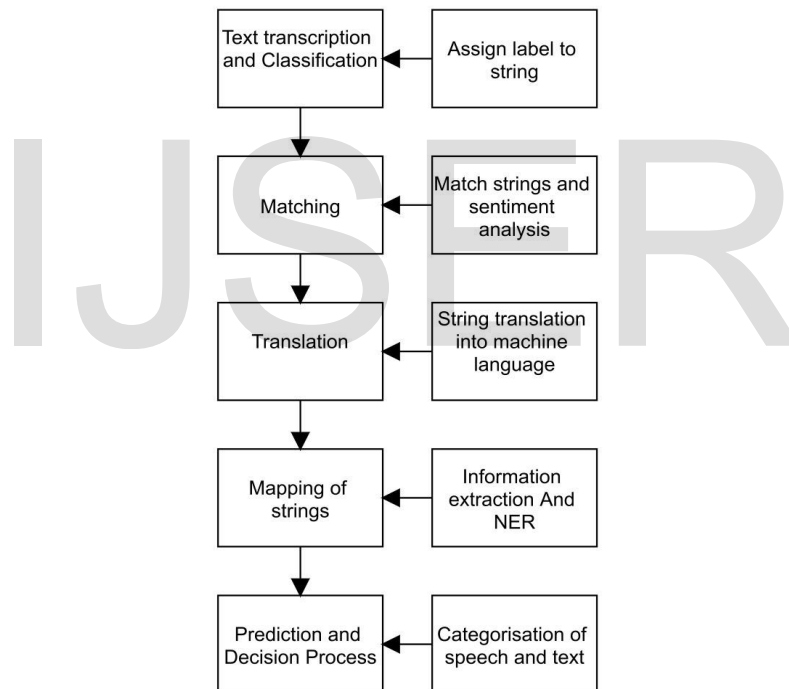 Text transcription
and Classification
Assign label to
string
IJSER
Matching
Match strings and
sentiment
analysis
Translation
String translation
into machine
language
Mapping of
strings
Information
extraction And
NER
Prediction and
Decision Process
Categorisation of
speech and text